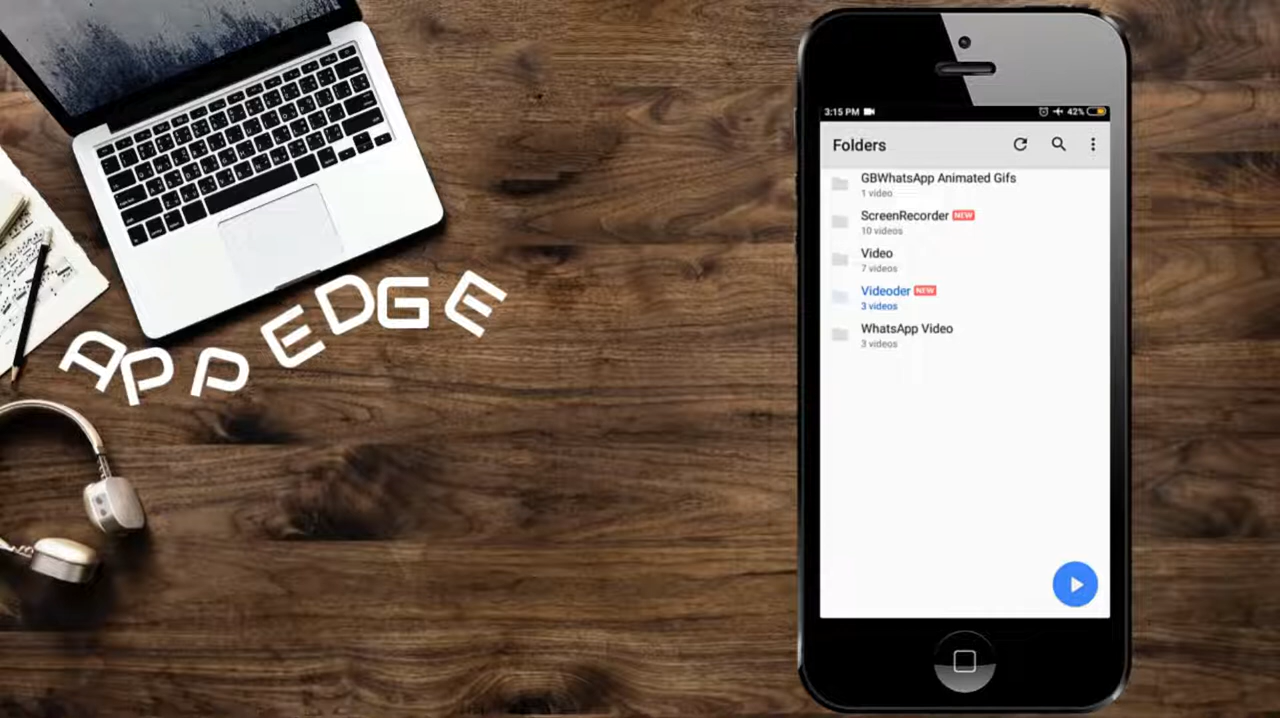 APP EDGE
3:15 PM
42%
Folders
GBWhatsApp Animated Gifs
1 video
ScreenRecorder NEW
10 videos
Video
7 videos
Videoder NEW
3 videos
WhatsApp Video
3 videos